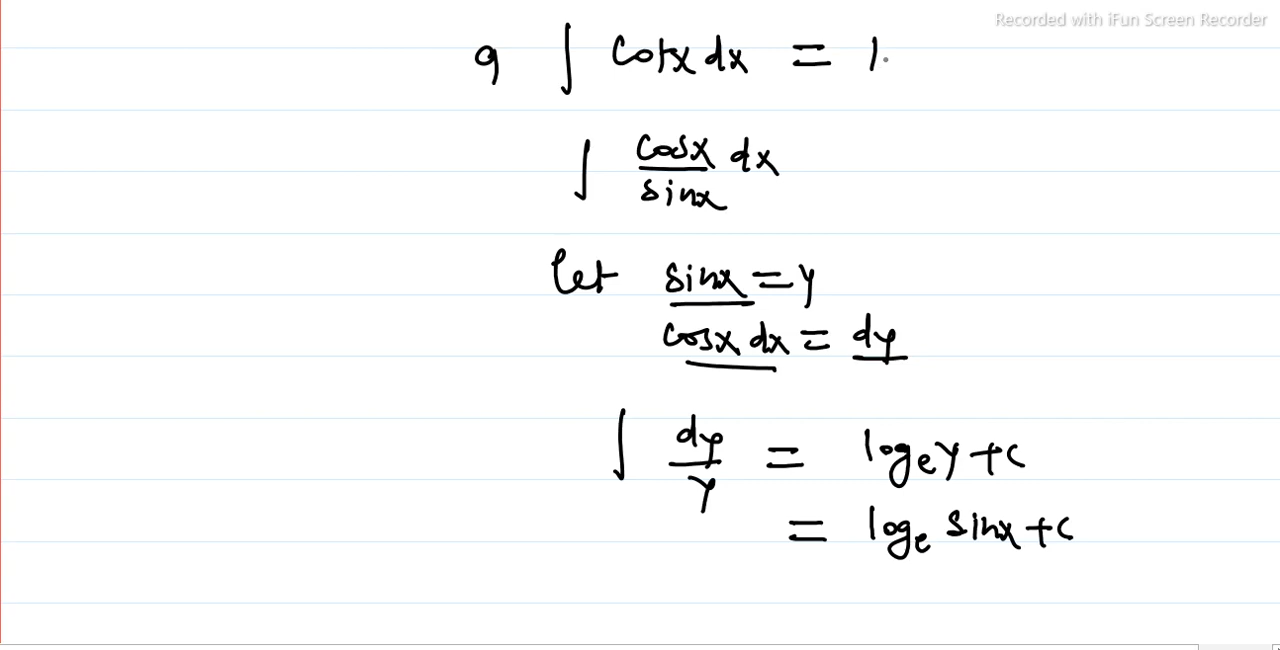 Recorded with iFun Screen Recorder
9 ∫ cotx dx = 1.
∫ cosx/sinx dx
let sinx = y
cosx dx = dy
∫ dy/y = logₑy + c
= logₑ sinx + c